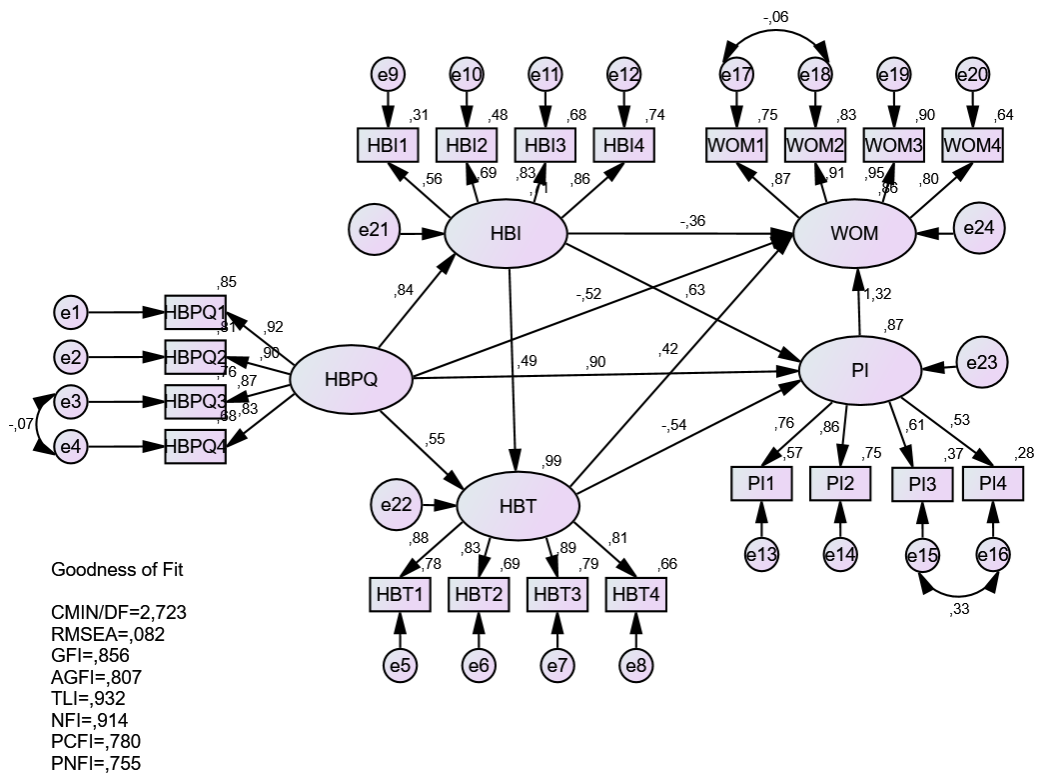 -,06
e9 e10 e11 e12 e17 e18 e19 e20
,31 ,48 ,68 ,74 ,75 ,83 ,90 ,64
HBI1 HBI2 HBI3 HBI4 WOM1 WOM2 WOM3 WOM4
,56 ,69 ,83 ,86 ,87 ,91 ,95 ,80
,86
e21 HBI -,36 WOM e24
,84 -,52 ,63 1,32
,85
e1 HBPQ1 ,92
,81 ,87
e2 HBPQ2 ,90
,49 ,90 ,42
HBPQ PI e23
,76 ,87
e3 HBPQ3
-,07 ,68 ,83
e4 HBPQ4
,55 -,54 ,76 ,86 ,61 ,53
,99 ,57 ,75 ,37 ,28
e22 HBT PI1 PI2 PI3 PI4
,88 ,83 ,89 ,81
e13 e14 e15 e16
,78 ,69 ,79 ,66
HBT1 HBT2 HBT3 HBT4
,33
e5 e6 e7 e8
Goodness of Fit
CMIN/DF=2,723
RMSEA=,082
GFI=,856
AGFI=,807
TLI=,932
NFI=,914
PCFI=,780
PNFI=,755